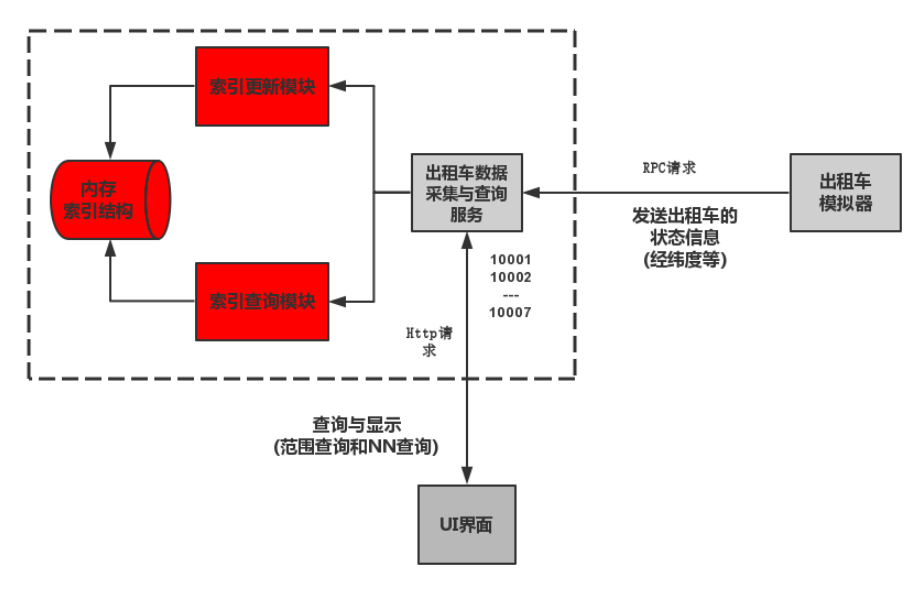 索引更新模块
内存
索引结构
索引查询模块
出租车数据
采集与查询
服务
RPC请求
发送出租车的
状态信息
(经纬度等)
出租车
模拟器
10001
10002
---
10007
Http请
求
查询与显示
(范围查询和NN查询)
UI界面